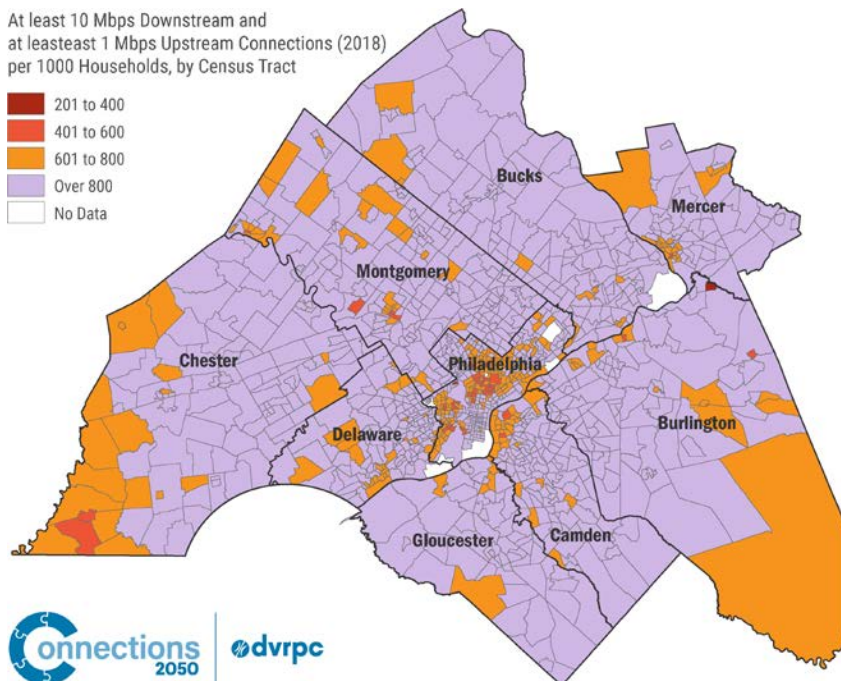 At least 10 Mbps Downstream and
at leasteast 1 Mbps Upstream Connections (2018)
per 1000 Households, by Census Tract
201 to 400
401 to 600
601 to 800
Over 800
No Data
Bucks
Mercer
Montgomery
Chester
Philadelphia
Delaware
Burlington
Gloucester
Camden
Connections
2050
dvrpc